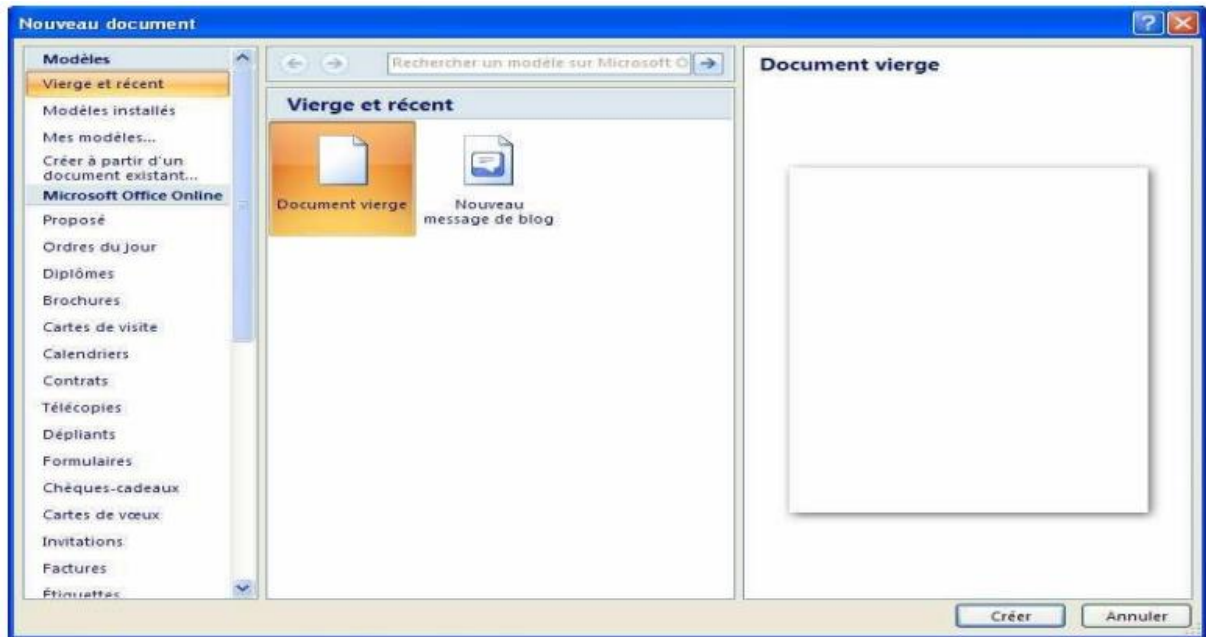 Nouveau document
Modèles
Vierge et récent
Modèles installés
Mes modèles...
Créer à partir d'un
document existant...
Microsoft Office Online
Proposé
Ordres du jour
Diplômes
Brochures
Cartes de visite
Calendriers
Contrats
Télécopies
Dépliants
Formulaires
Chèques-cadeaux
Cartes de vœux
Invitations
Factures
Étiquettes
Rechercher un modèle sur Microsoft O
Vierge et récent
Document vierge
Nouveau
message de blog
Document vierge
Créer
Annuler